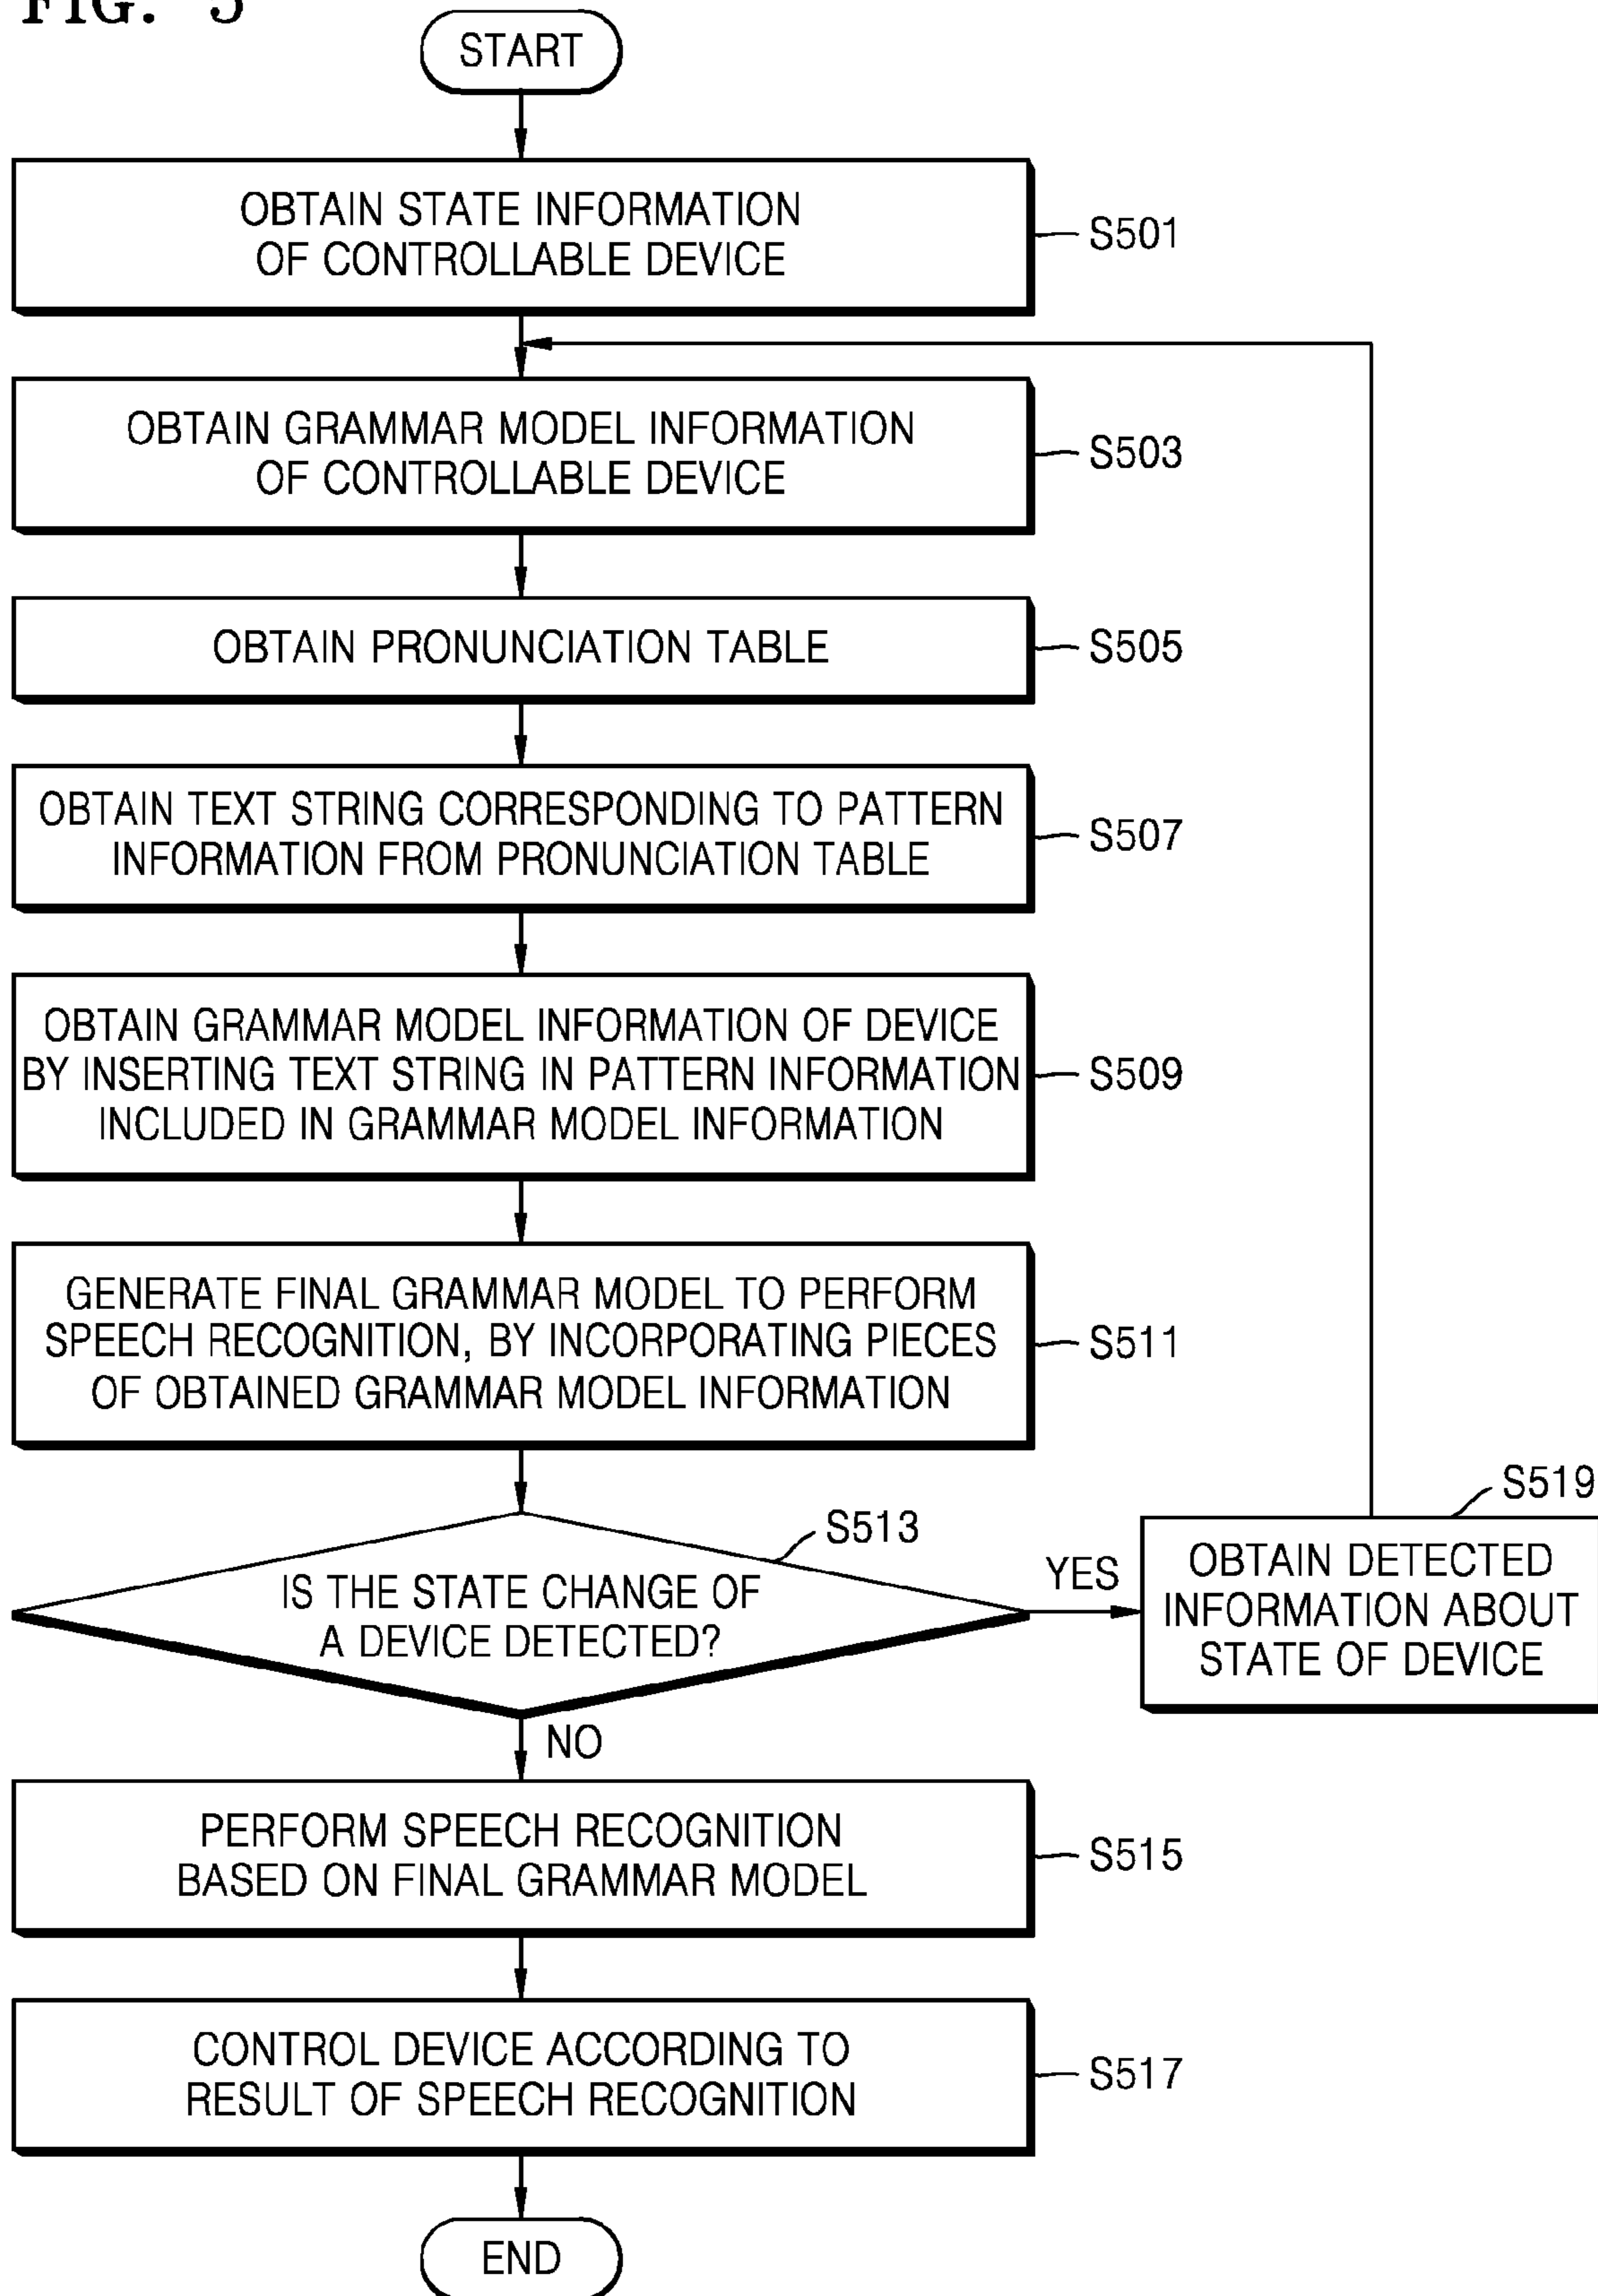 FIG. 5
START
OBTAIN STATE INFORMATION
OF CONTROLLABLE DEVICE
S501
OBTAIN GRAMMAR MODEL INFORMATION
OF CONTROLLABLE DEVICE
S503
OBTAIN PRONUNCIATION TABLE
S505
OBTAIN TEXT STRING CORRESPONDING TO PATTERN
INFORMATION FROM PRONUNCIATION TABLE
S507
OBTAIN GRAMMAR MODEL INFORMATION OF DEVICE
BY INSERTING TEXT STRING IN PATTERN INFORMATION
INCLUDED IN GRAMMAR MODEL INFORMATION
S509
GENERATE FINAL GRAMMAR MODEL TO PERFORM
SPEECH RECOGNITION, BY INCORPORATING PIECES
OF OBTAINED GRAMMAR MODEL INFORMATION
S511
S513
IS THE STATE CHANGE OF
A DEVICE DETECTED?
YES
S519
OBTAIN DETECTED
INFORMATION ABOUT
STATE OF DEVICE
NO
PERFORM SPEECH RECOGNITION
BASED ON FINAL GRAMMAR MODEL
S515
CONTROL DEVICE ACCORDING TO
RESULT OF SPEECH RECOGNITION
S517
END